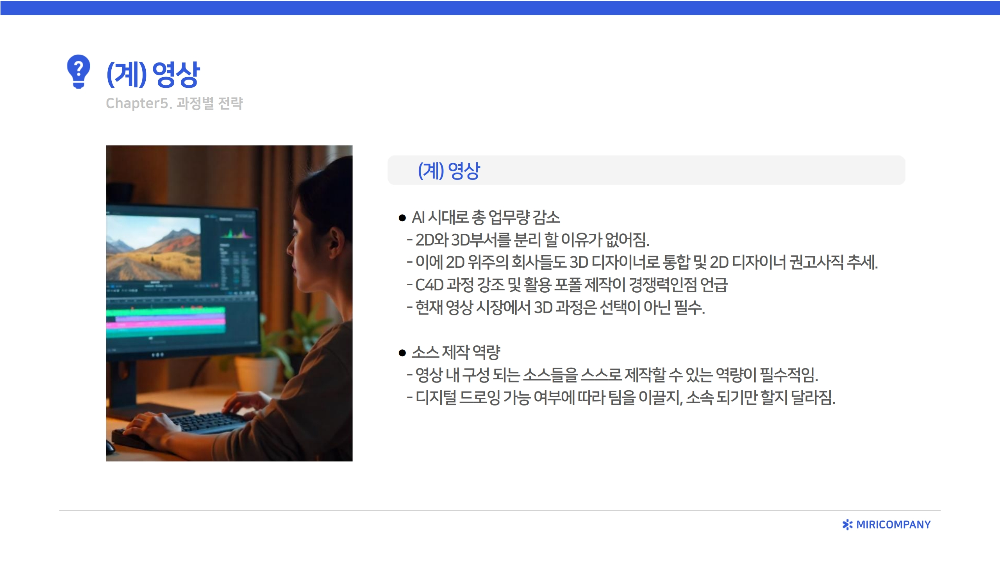 (계) 영상
Chapter5. 과정별 전략
(계) 영상
● AI 시대로 총 업무량 감소
- 2D와 3D부서를 분리 할 이유가 없어짐.
- 이에 2D 위주의 회사들도 3D 디자이너로 통합 및 2D 디자이너 권고사직 추세.
- C4D 과정 강조 및 활용 포폴 제작이 경쟁력인점 언급
- 현재 영상 시장에서 3D 과정은 선택이 아닌 필수.
● 소스 제작 역량
- 영상 내 구성 되는 소스들을 스스로 제작할 수 있는 역량이 필수적임.
- 디지털 드로잉 가능 여부에 따라 팀을 이끌지, 소속 되기만 할지 달라짐.
MIRICOMPANY